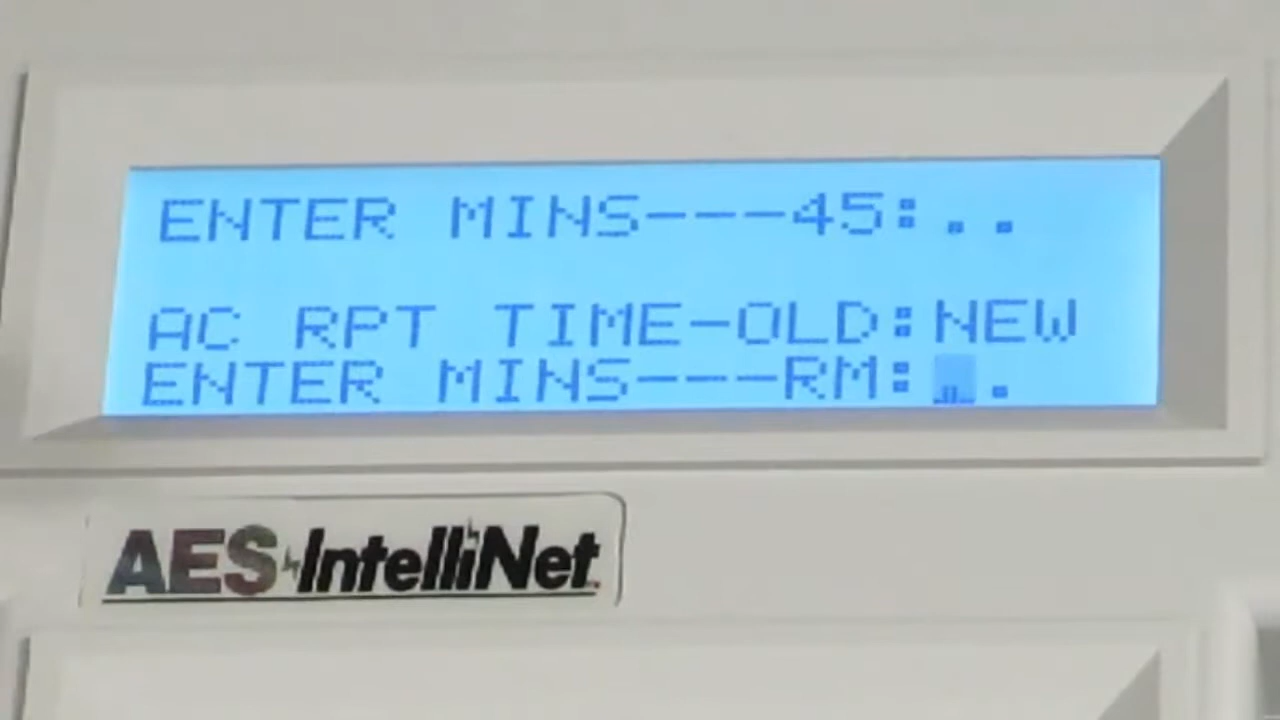 ENTER MINS---45:..
AC RPT TIME-OLD:NEW
ENTER MINS---RM:..
AES IntelliNet